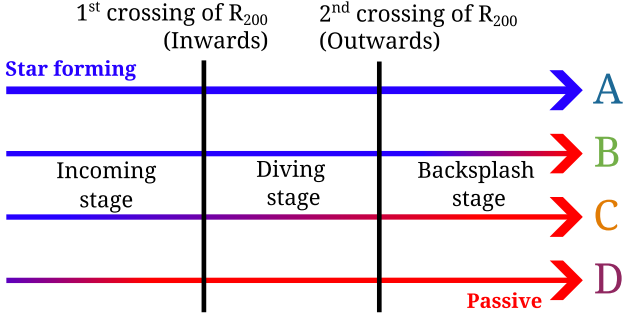 1st crossing of R200
(Inwards)
2nd crossing of R200
(Outwards)
Star forming
A
B
Incoming
stage
Diving
stage
Backsplash
stage
C
D
Passive